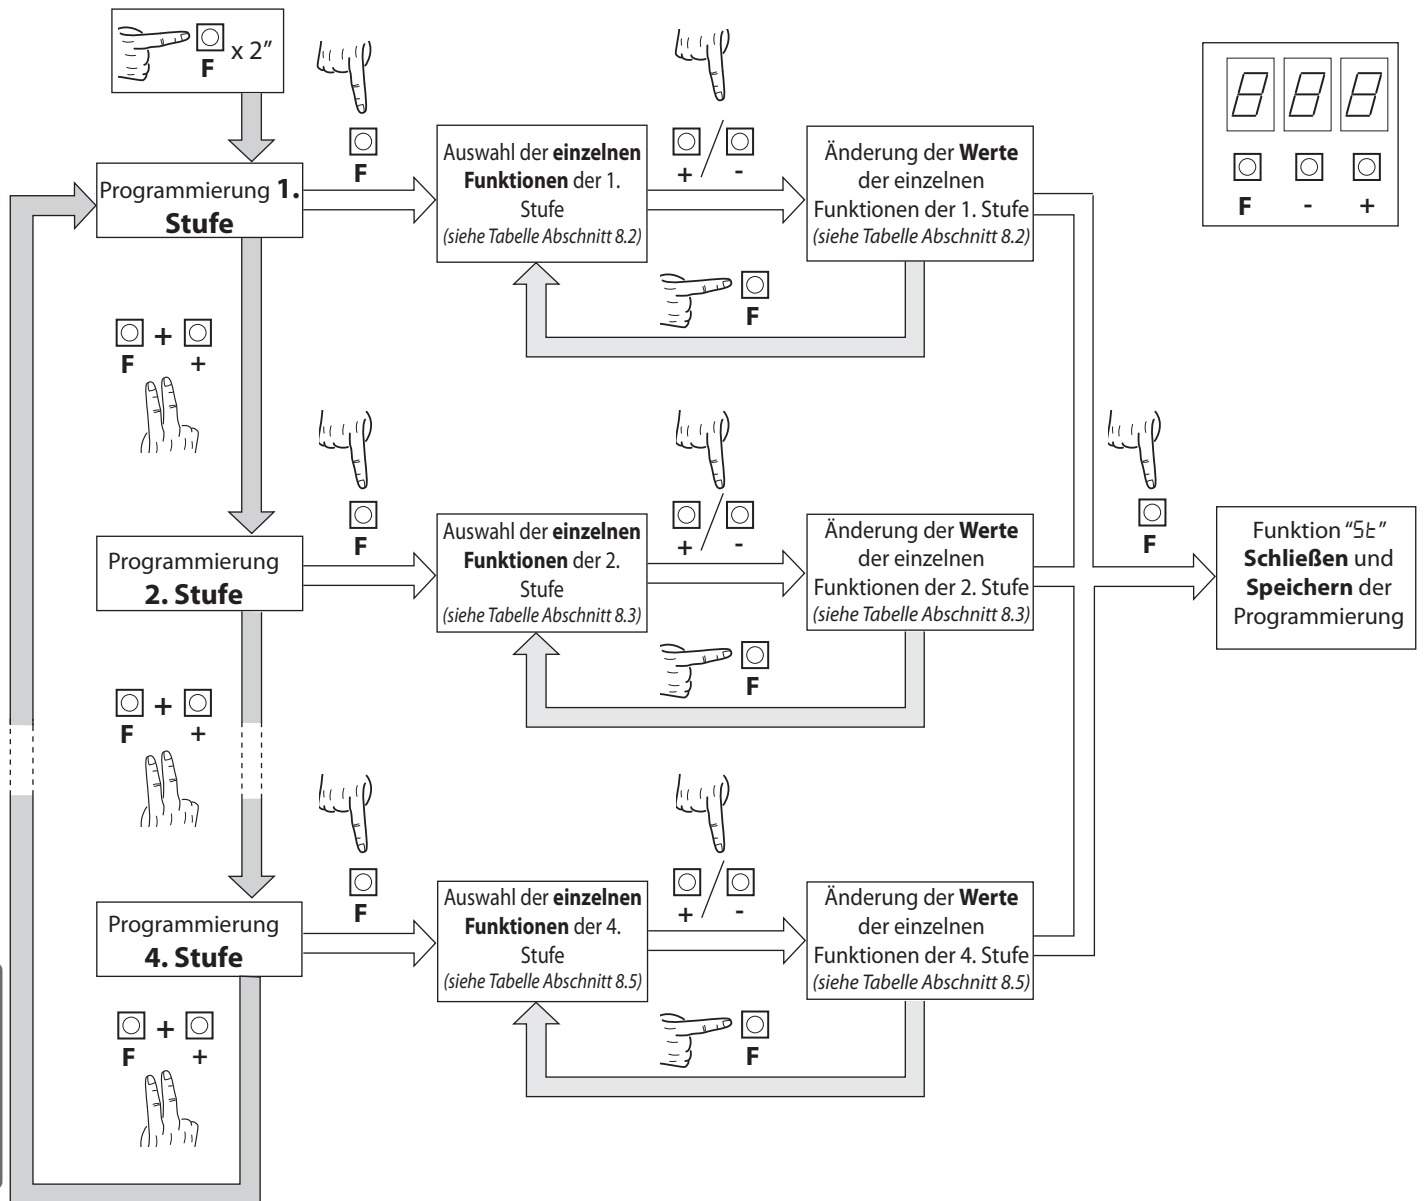 F
x 2”
F
+
/
-
F - +
Programmierung 1.
Stufe
Auswahl der einzelnen
Funktionen der 1.
Stufe
(siehe Tabelle Abschnitt 8.2)
Änderung der Werte
der einzelnen
Funktionen der 1. Stufe
(siehe Tabelle Abschnitt 8.2)
F
+
F +
F
+
/
-
F
Programmierung
2. Stufe
Auswahl der einzelnen
Funktionen der 2.
Stufe
(siehe Tabelle Abschnitt 8.3)
Änderung der Werte
der einzelnen
Funktionen der 2. Stufe
(siehe Tabelle Abschnitt 8.3)
Funktion “St”
Schließen und
Speichern der
Programmierung
F
+
F +
F
+
/
-
Programmierung
4. Stufe
Auswahl der einzelnen
Funktionen der 4.
Stufe
(siehe Tabelle Abschnitt 8.5)
Änderung der Werte
der einzelnen
Funktionen der 4. Stufe
(siehe Tabelle Abschnitt 8.5)
F
+
F +